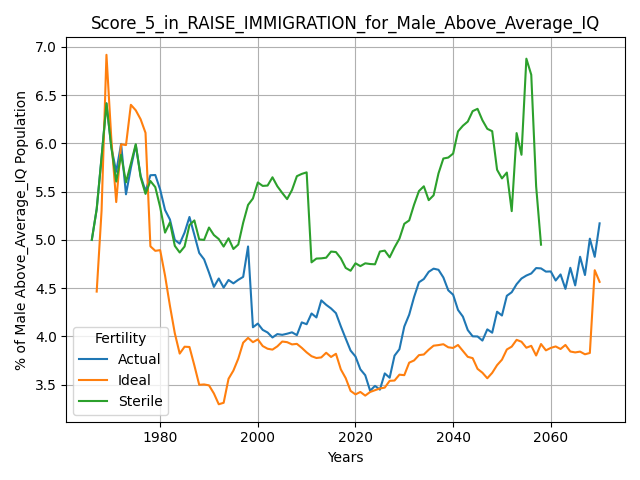 Score_5_in_RAISE_IMMIGRATION_for_Male_Above_Average_IQ
% of Male Above_Average_IQ Population
7.0
6.5
6.0
5.5
5.0
4.5
4.0
3.5
Fertility
Actual
Ideal
Sterile
1980
2000
2020
2040
2060
Years